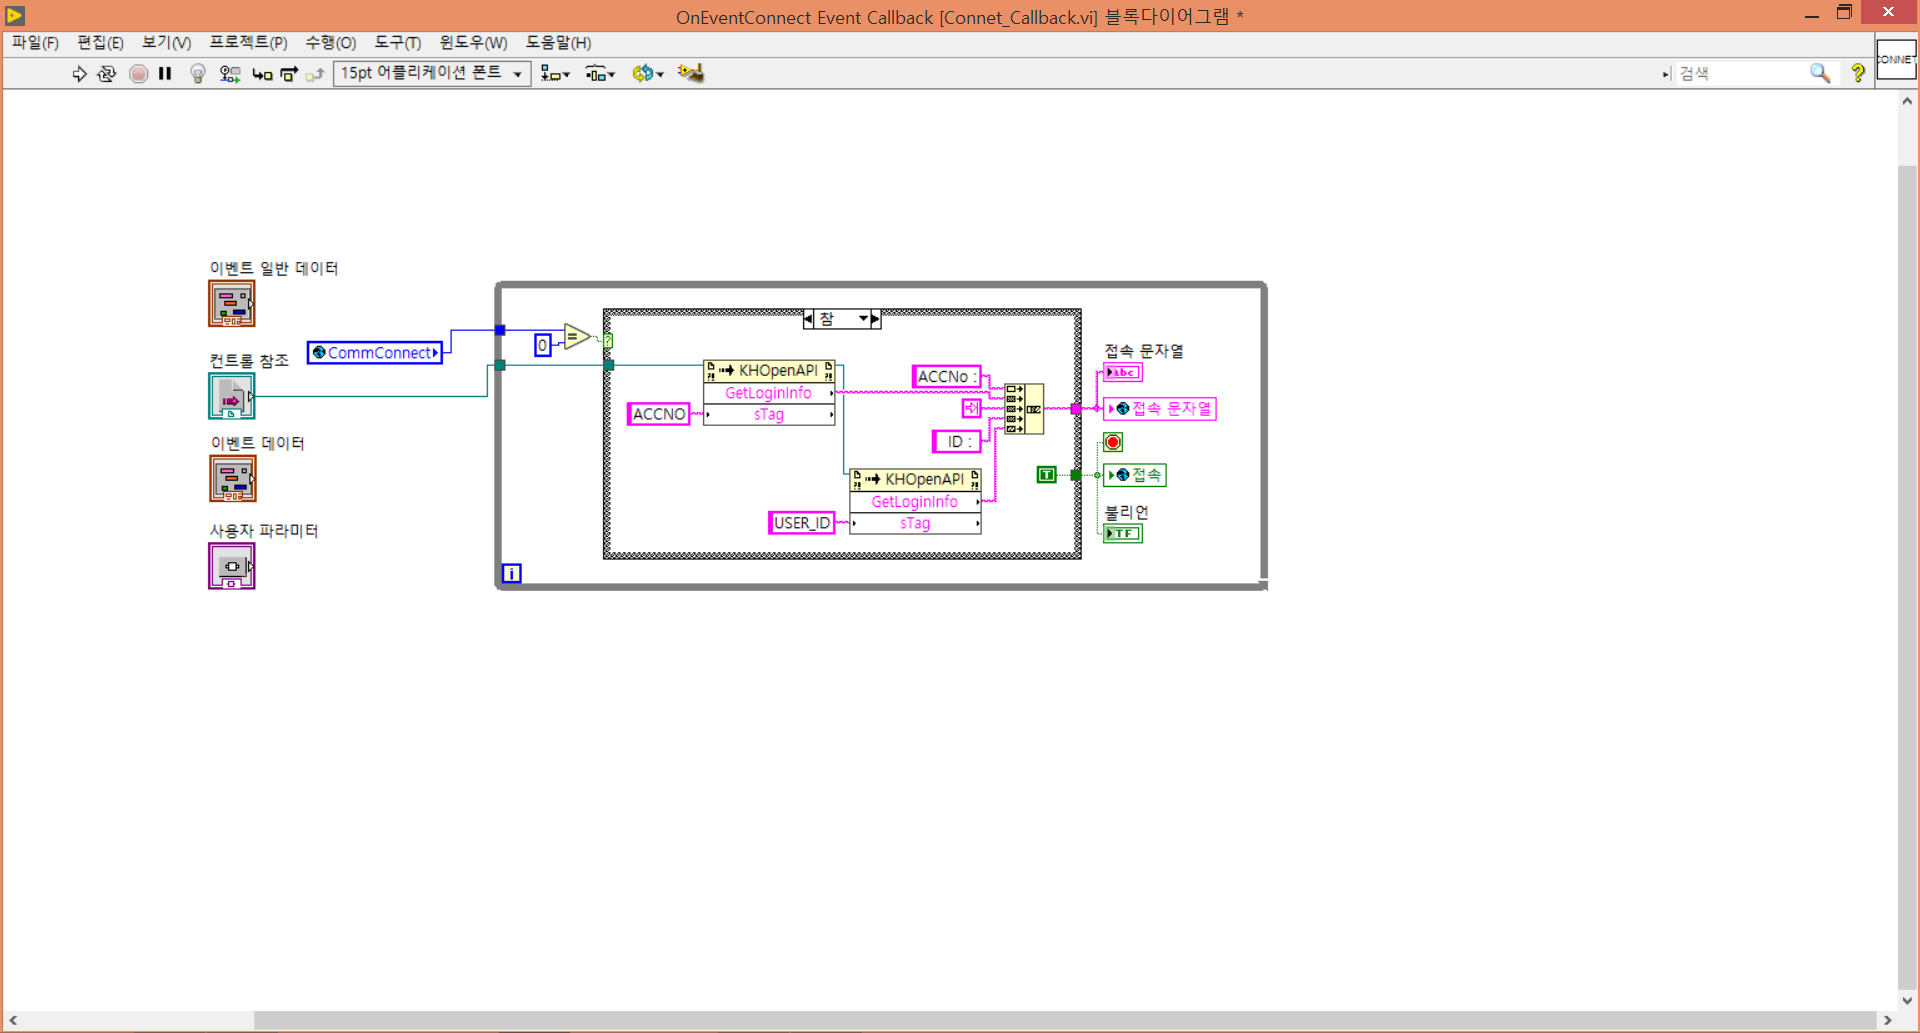 OnEventConnect Event Callback [Connet_Callback.vi] 블록다이어그램 *
파일(F) 편집(E) 보기(V) 프로젝트(P) 수행(O) 도구(T) 윈도우(W) 도움말(H)
15pt 어플리케이션 폰트
검색
?
CONNET
이벤트 일반 데이터
CommConnect
컨트롤 참조
이벤트 데이터
사용자 파라미터
0
=
?
참
KHOpenAPI
GetLoginInfo
sTag
ACCNO
ACCNo :
ID :
KHOpenAPI
GetLoginInfo
sTag
USER_ID
T
i
접속 문자열
abc
접속 문자열
접속
불리언
TF